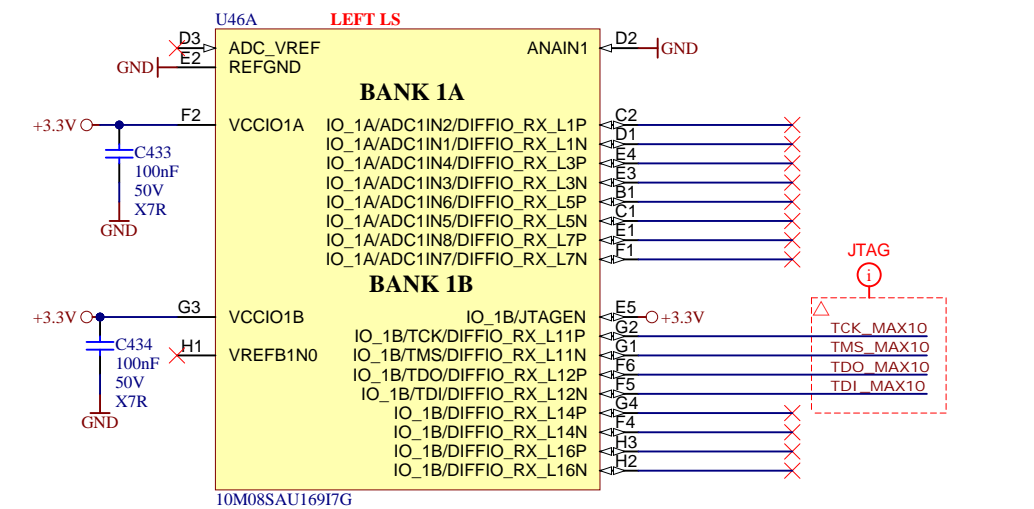 U46A
LEFT LS
D3 ADC_VREF ANAIN1 D2 GND
GND E2 REFGND
BANK 1A
+3.3V F2 VCCIO1A IO_1A/ADC1IN2/DIFFIO_RX_L1P C2
IO_1A/ADC1IN1/DIFFIO_RX_L1N D1
C433 IO_1A/ADC1IN4/DIFFIO_RX_L3P E4
100nF IO_1A/ADC1IN3/DIFFIO_RX_L3N E3
50V IO_1A/ADC1IN6/DIFFIO_RX_L5P B1
X7R IO_1A/ADC1IN5/DIFFIO_RX_L5N C1
GND IO_1A/ADC1IN8/DIFFIO_RX_L7P E1
IO_1A/ADC1IN7/DIFFIO_RX_L7N F1
JTAG
i
BANK 1B
+3.3V G3 VCCIO1B IO_1B/JTAGEN E5 +3.3V
IO_1B/TCK/DIFFIO_RX_L11P G2 TCK_MAX10
C434 H1 VREFB1N0 IO_1B/TMS/DIFFIO_RX_L11N G1 TMS_MAX10
100nF IO_1B/TDO/DIFFIO_RX_L12P F6 TDO_MAX10
50V IO_1B/TDI/DIFFIO_RX_L12N F5 TDI_MAX10
X7R IO_1B/DIFFIO_RX_L14P G4
GND IO_1B/DIFFIO_RX_L14N F4
IO_1B/DIFFIO_RX_L16P H3
IO_1B/DIFFIO_RX_L16N H2
10M08SAU169I7G